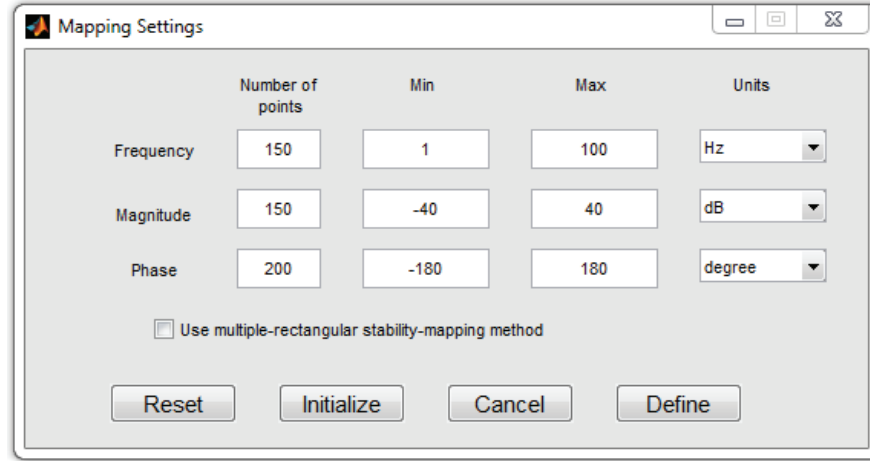 Mapping Settings
Number of Min Max Units
points
Frequency 150 1 100 Hz
Magnitude 150 -40 40 dB
Phase 200 -180 180 degree
Use multiple-rectangular stability-mapping method
Reset Initialize Cancel Define